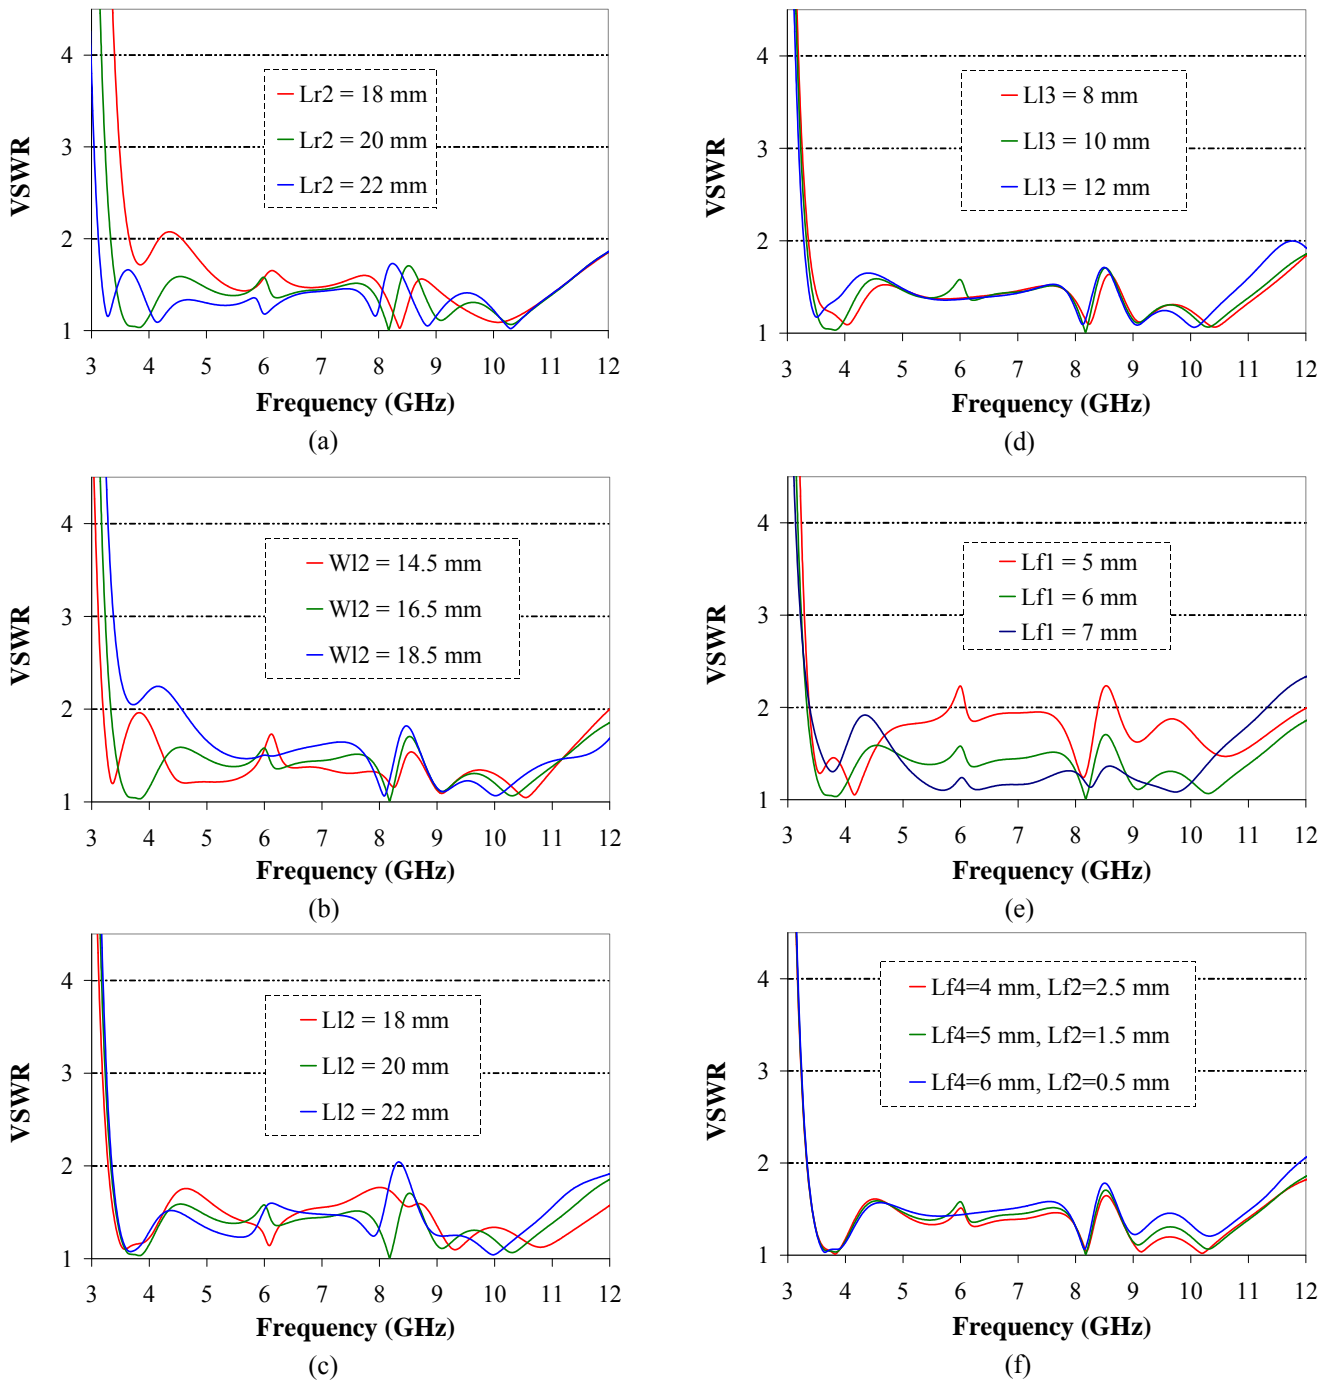 4
3
2
1
VSWR
Lr2 = 18 mm
Lr2 = 20 mm
Lr2 = 22 mm
3 4 5 6 7 8 9 10 11 12
Frequency (GHz)
(a)
4
3
2
1
VSWR
Ll3 = 8 mm
Ll3 = 10 mm
Ll3 = 12 mm
3 4 5 6 7 8 9 10 11 12
Frequency (GHz)
(d)
4
3
2
1
VSWR
Wl2 = 14.5 mm
Wl2 = 16.5 mm
Wl2 = 18.5 mm
3 4 5 6 7 8 9 10 11 12
Frequency (GHz)
(b)
4
3
2
1
VSWR
Lf1 = 5 mm
Lf1 = 6 mm
Lf1 = 7 mm
3 4 5 6 7 8 9 10 11 12
Frequency (GHz)
(e)
4
3
2
1
VSWR
Ll2 = 18 mm
Ll2 = 20 mm
Ll2 = 22 mm
3 4 5 6 7 8 9 10 11 12
Frequency (GHz)
(c)
4
3
2
1
VSWR
Lf4=4 mm, Lf2=2.5 mm
Lf4=5 mm, Lf2=1.5 mm
Lf4=6 mm, Lf2=0.5 mm
3 4 5 6 7 8 9 10 11 12
Frequency (GHz)
(f)